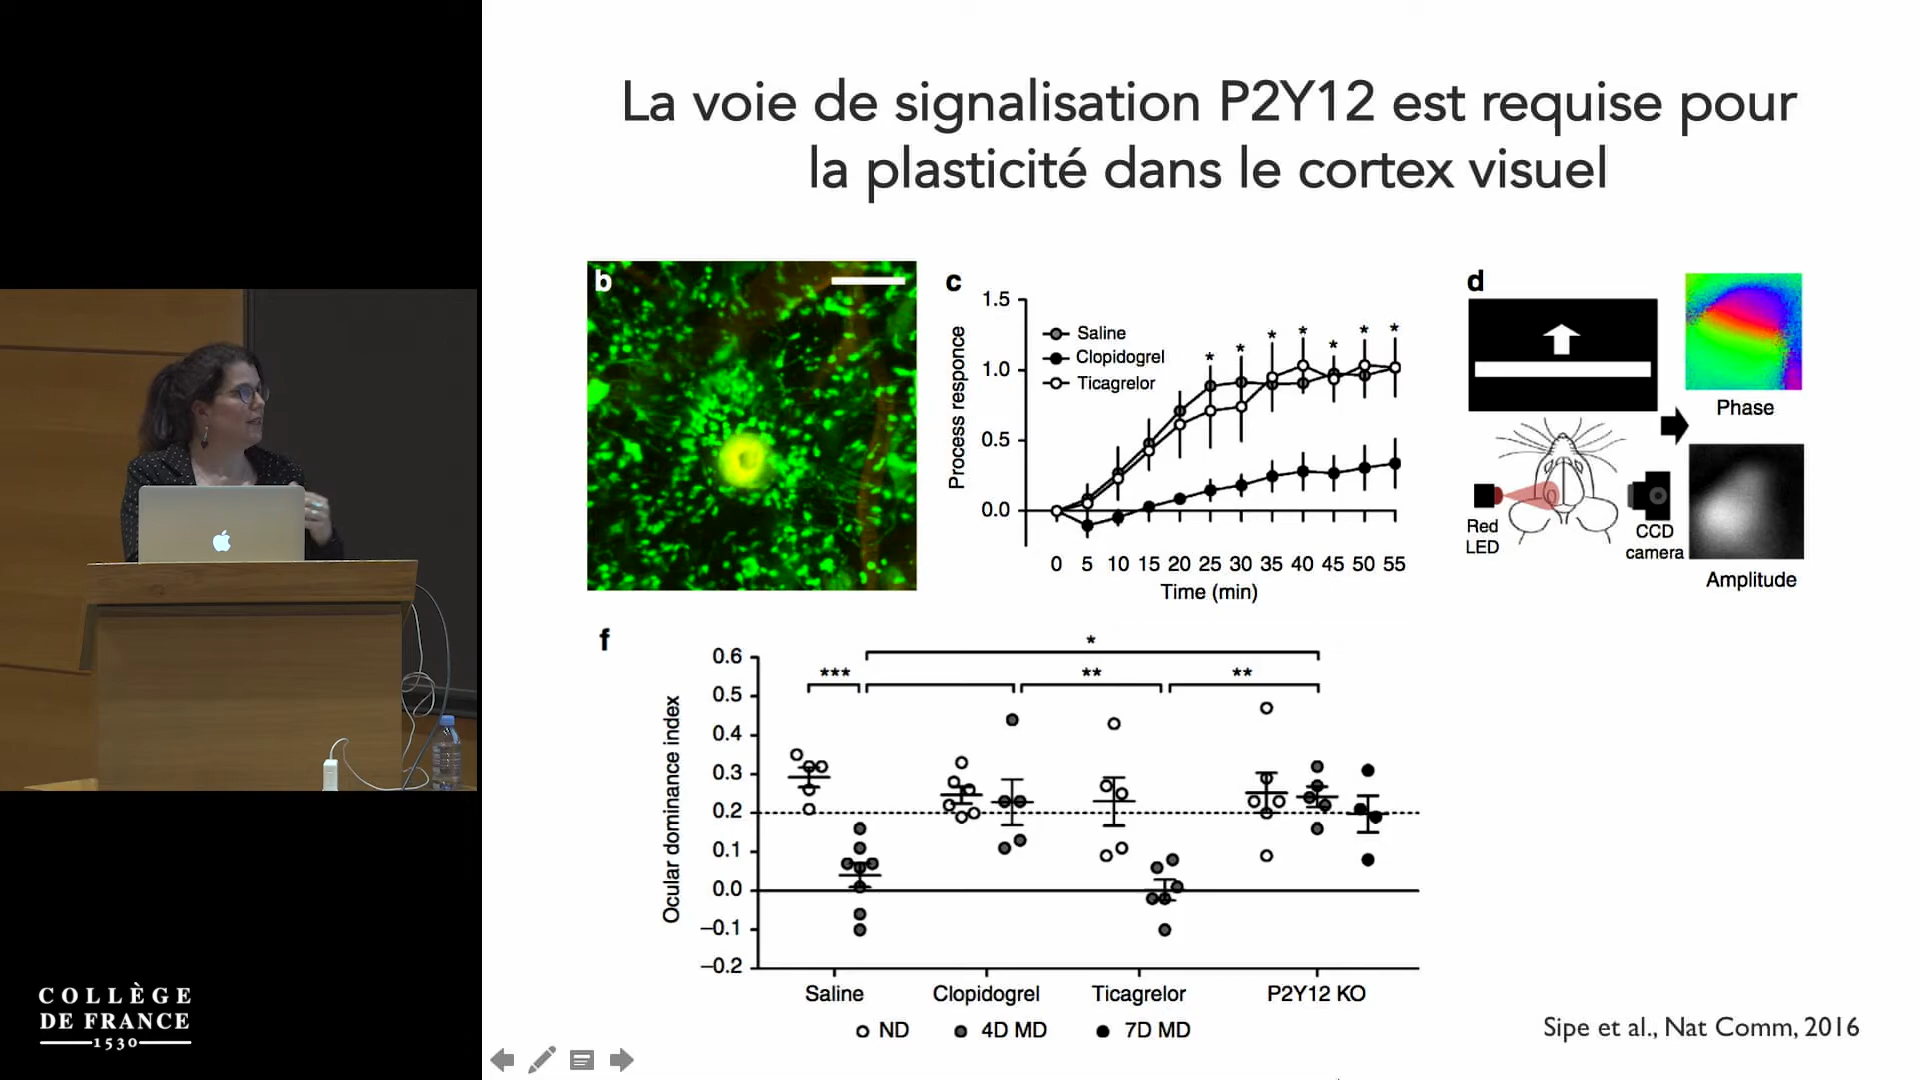 La voie de signalisation P2Y12 est requise pour
la plasticité dans le cortex visuel
b
c
Process responce
1.5
1.0
0.5
0.0
Saline
Clopidogrel
Ticagrelor
* * * * * * *
0 5 10 15 20 25 30 35 40 45 50 55
Time (min)
d
Phase
Red
LED
CCD
camera
Amplitude
f
Ocular dominance index
0.6
0.5
0.4
0.3
0.2
0.1
0.0
–0.1
–0.2
*
*** ** **
Saline Clopidogrel Ticagrelor P2Y12 KO
ND 4D MD 7D MD
Sipe et al., Nat Comm, 2016
COLLÈGE
DE FRANCE
1530